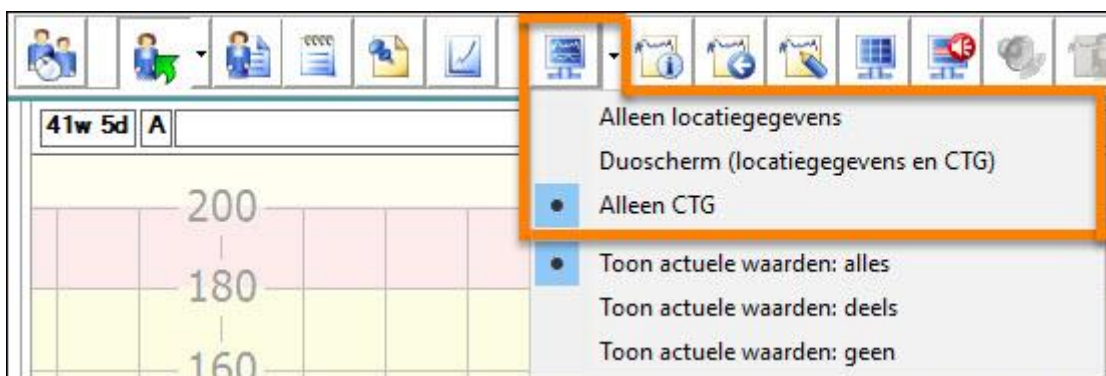 41w 5d A
200
180
160
Alleen locatiegegevens
Duoscherm (locatiegegevens en CTG)
Alleen CTG
Toon actuele waarden: alles
Toon actuele waarden: deels
Toon actuele waarden: geen